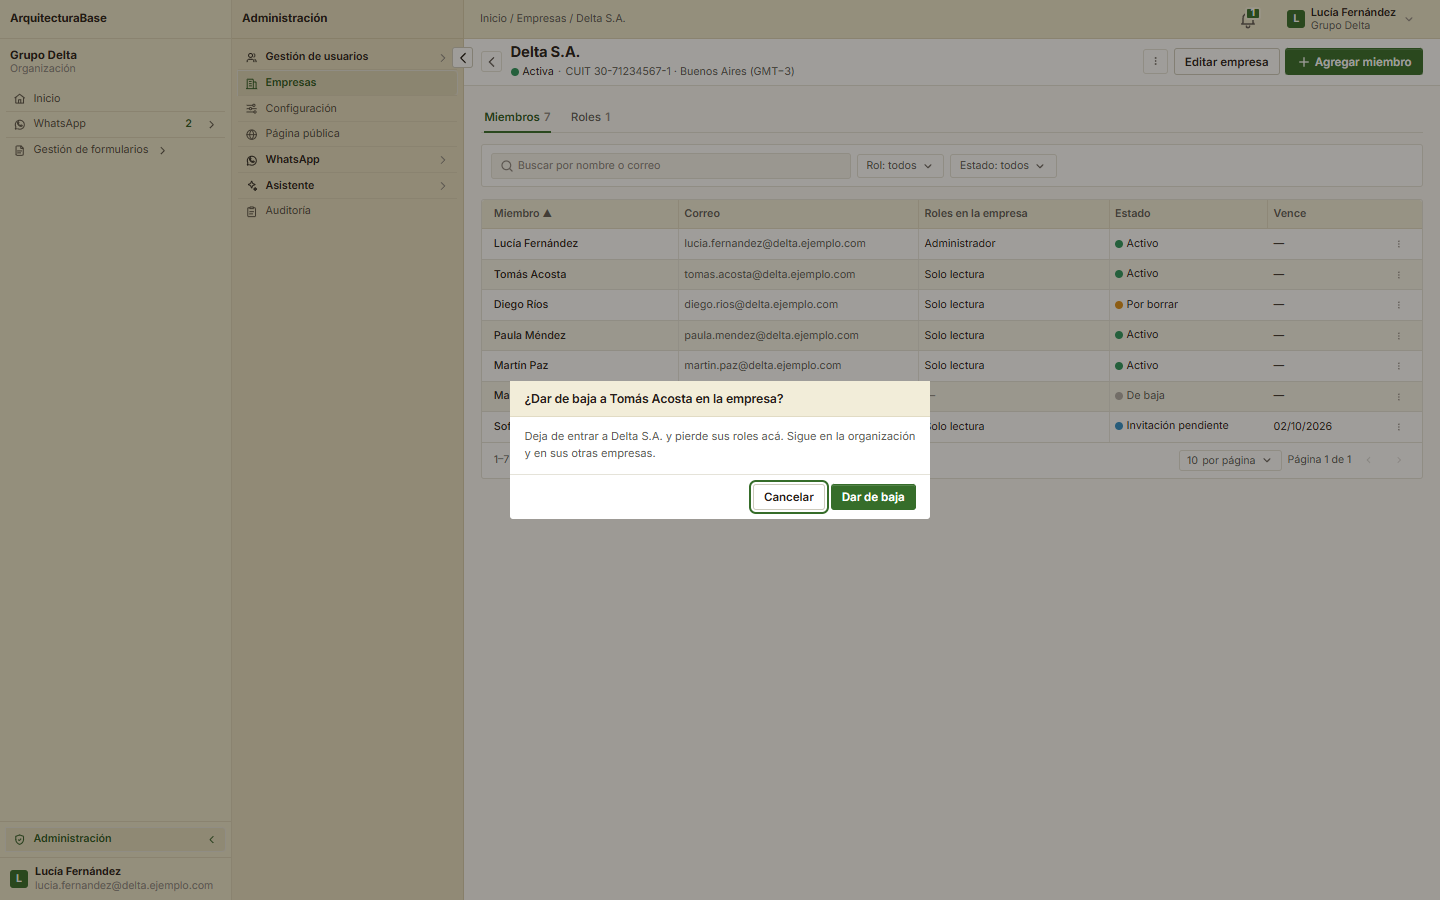 ArquitecturaBase
Grupo Delta
Organización
Inicio
WhatsApp 2
Gestión de formularios
Administración
Lucía Fernández
lucia.fernandez@delta.ejemplo.com
Administración
Gestión de usuarios
Empresas
Configuración
Página pública
WhatsApp
Asistente
Auditoría
Inicio / Empresas / Delta S.A.
1
L Lucía Fernández
Grupo Delta
Delta S.A.
Activa · CUIT 30-71234567-1 · Buenos Aires (GMT−3)
Editar empresa
Agregar miembro
Miembros 7 Roles 1
Buscar por nombre o correo Rol: todos Estado: todos
Miembro ▲ Correo Roles en la empresa Estado Vence
Lucía Fernández lucia.fernandez@delta.ejemplo.com Administrador Activo —
Tomás Acosta tomas.acosta@delta.ejemplo.com Solo lectura Activo —
Diego Ríos diego.rios@delta.ejemplo.com Solo lectura Por borrar —
Paula Méndez paula.mendez@delta.ejemplo.com Solo lectura Activo —
Martín Paz martin.paz@delta.ejemplo.com Solo lectura Activo —
Ma — De baja —
Sof olo lectura Invitación pendiente 02/10/2026
1–7 10 por página Página 1 de 1
¿Dar de baja a Tomás Acosta en la empresa?
Deja de entrar a Delta S.A. y pierde sus roles acá. Sigue en la organización
y en sus otras empresas.
Cancelar Dar de baja
L